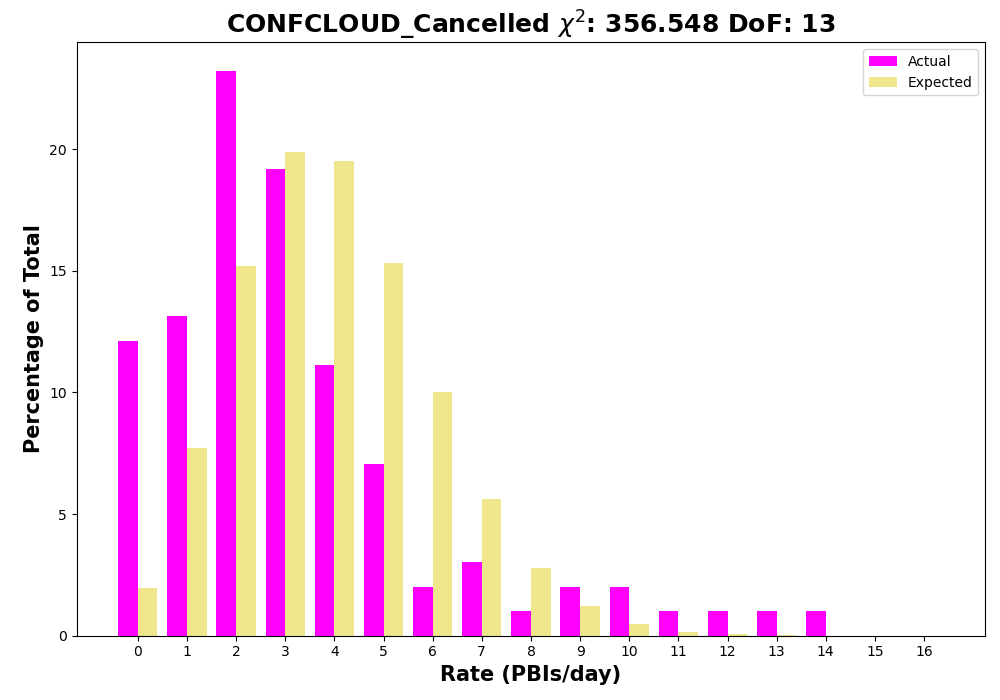 CONFCLOUD_Cancelled χ²: 356.548 DoF: 13
Actual
Expected
Percentage of Total
20
15
10
5
0
0 1 2 3 4 5 6 7 8 9 10 11 12 13 14 15 16
Rate (PBIs/day)